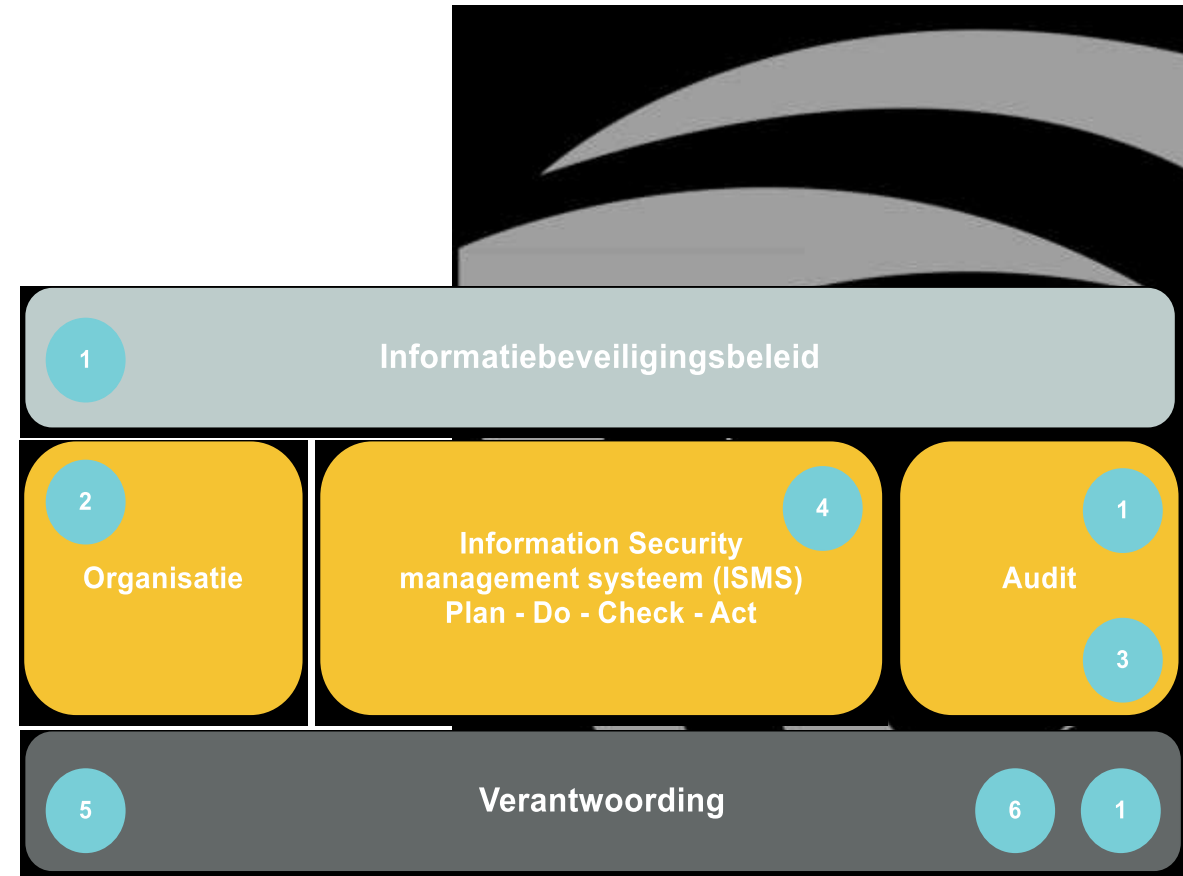 1
Informatiebeveiligingsbeleid
2
Organisatie
4
Information Security
management systeem (ISMS)
Plan - Do - Check - Act
1
Audit
3
5
Verantwoording
6
1